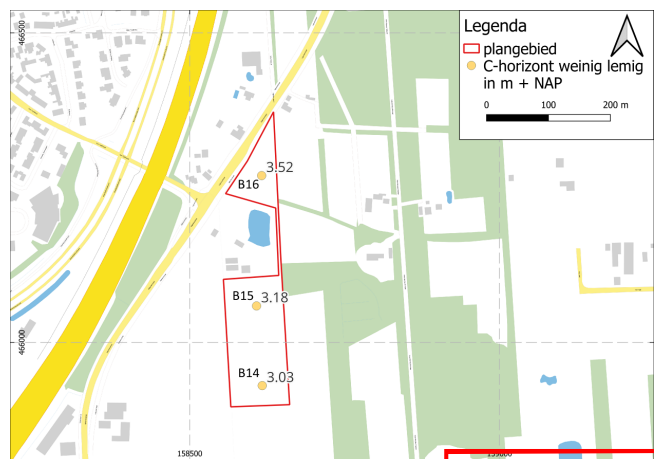 466500
Legenda
plangebied
C-horizont weinig lemig
in m + NAP
0 100 200 m
3.52
B16
B15 3.18
466000
B14 3.03
158500
159000